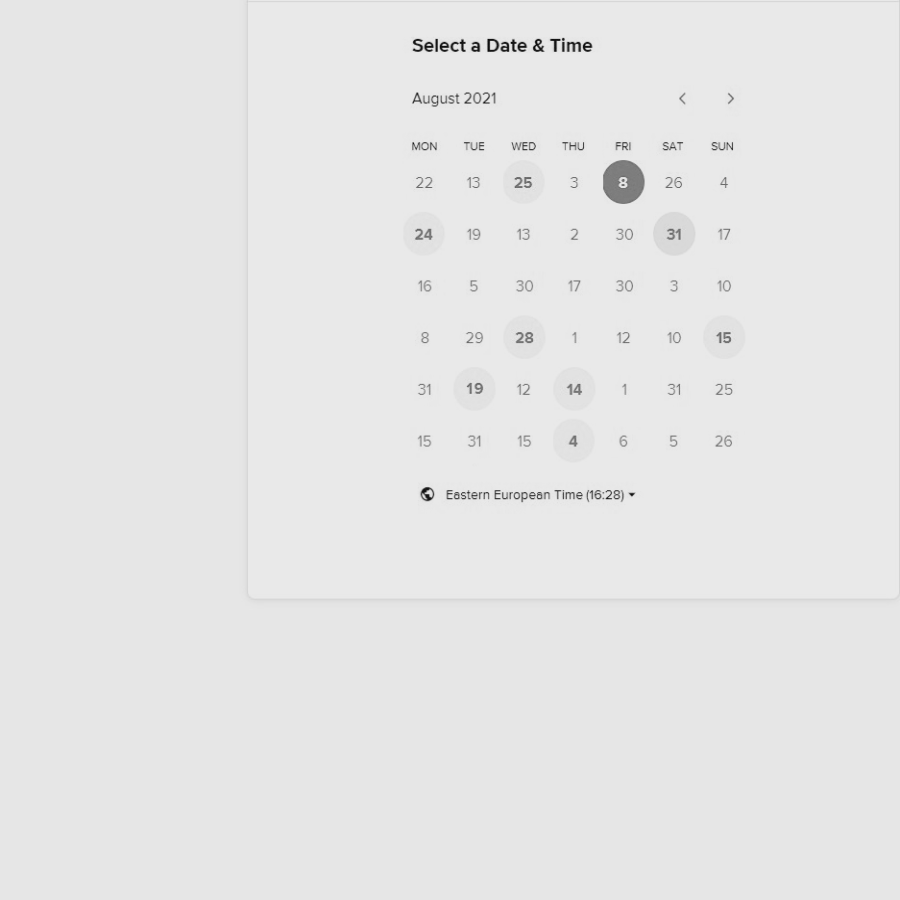 Select a Date & Time
August 2021
MON TUE WED THU FRI SAT SUN
22 13 25 3 8 26 4
24 19 13 2 30 31 17
16 5 30 17 30 3 10
8 29 28 1 12 10 15
31 19 12 14 1 31 25
15 31 15 4 6 5 26
Eastern European Time (16:28)